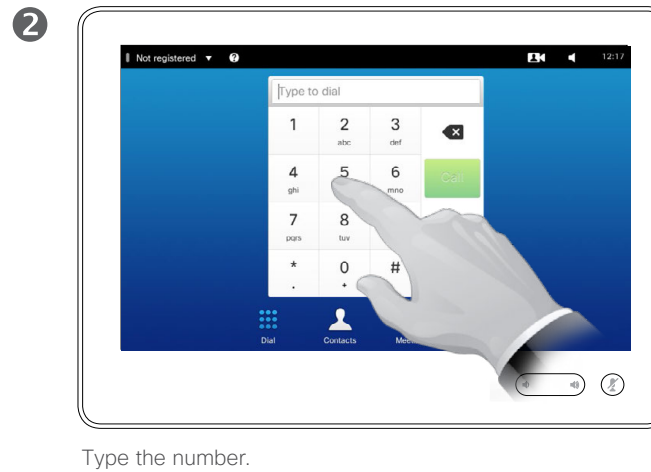 2
Not registered
?
12:17
Type to dial
1 2 3
abc def
4 5 6
ghi mno
Call
7 8
pqrs tuv
* 0 #
. +
Dial Contacts
Type the number.